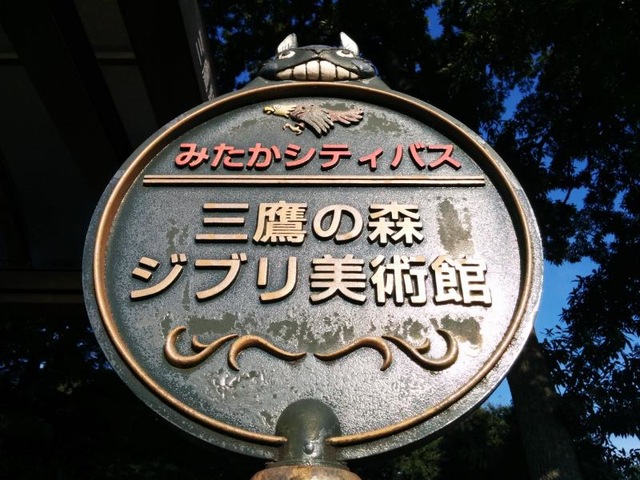 みたかシティバス
三鷹の森
ジブリ美術館